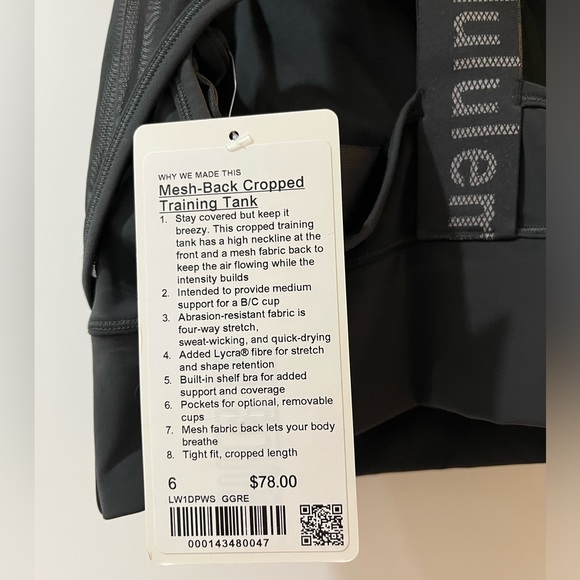 lululem
WHY WE MADE THIS
Mesh-Back Cropped
Training Tank
1. Stay covered but keep it
breezy. This cropped training
tank has a high neckline at the
front and a mesh fabric back to
keep the air flowing while the
intensity builds
2. Intended to provide medium
support for a B/C cup
3. Abrasion-resistant fabric is
four-way stretch,
sweat-wicking, and quick-drying
4. Added Lycra® fibre for stretch
and shape retention
5. Built-in shelf bra for added
support and coverage
6. Pockets for optional, removable
cups
7. Mesh fabric back lets your body
breathe
8. Tight fit, cropped length
6 $78.00
LW1DPWS GGRE
000143480047